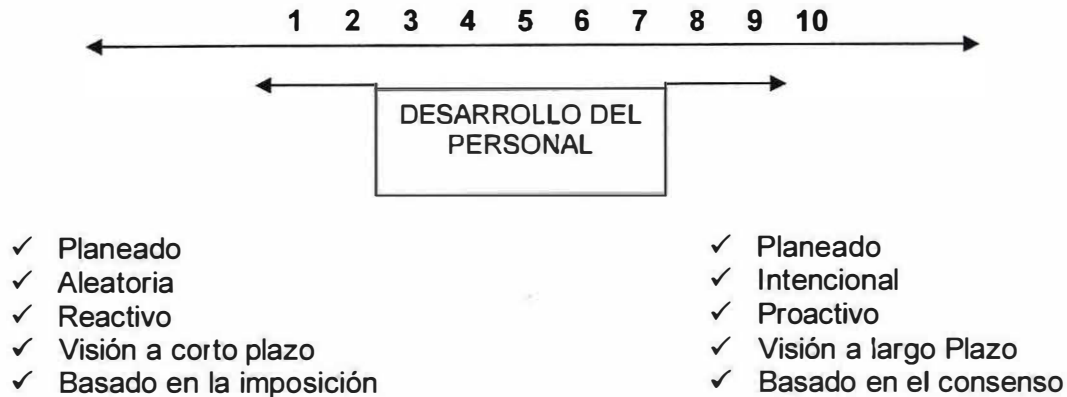 1 2 3 4 5 6 7 8 9 10
DESARROLLO DEL
PERSONAL
✓ Planeado
✓ Aleatoria
✓ Reactivo
✓ Visión a corto plazo
✓ Basado en la imposición
✓ Planeado
✓ Intencional
✓ Proactivo
✓ Visión a largo Plazo
✓ Basado en el consenso